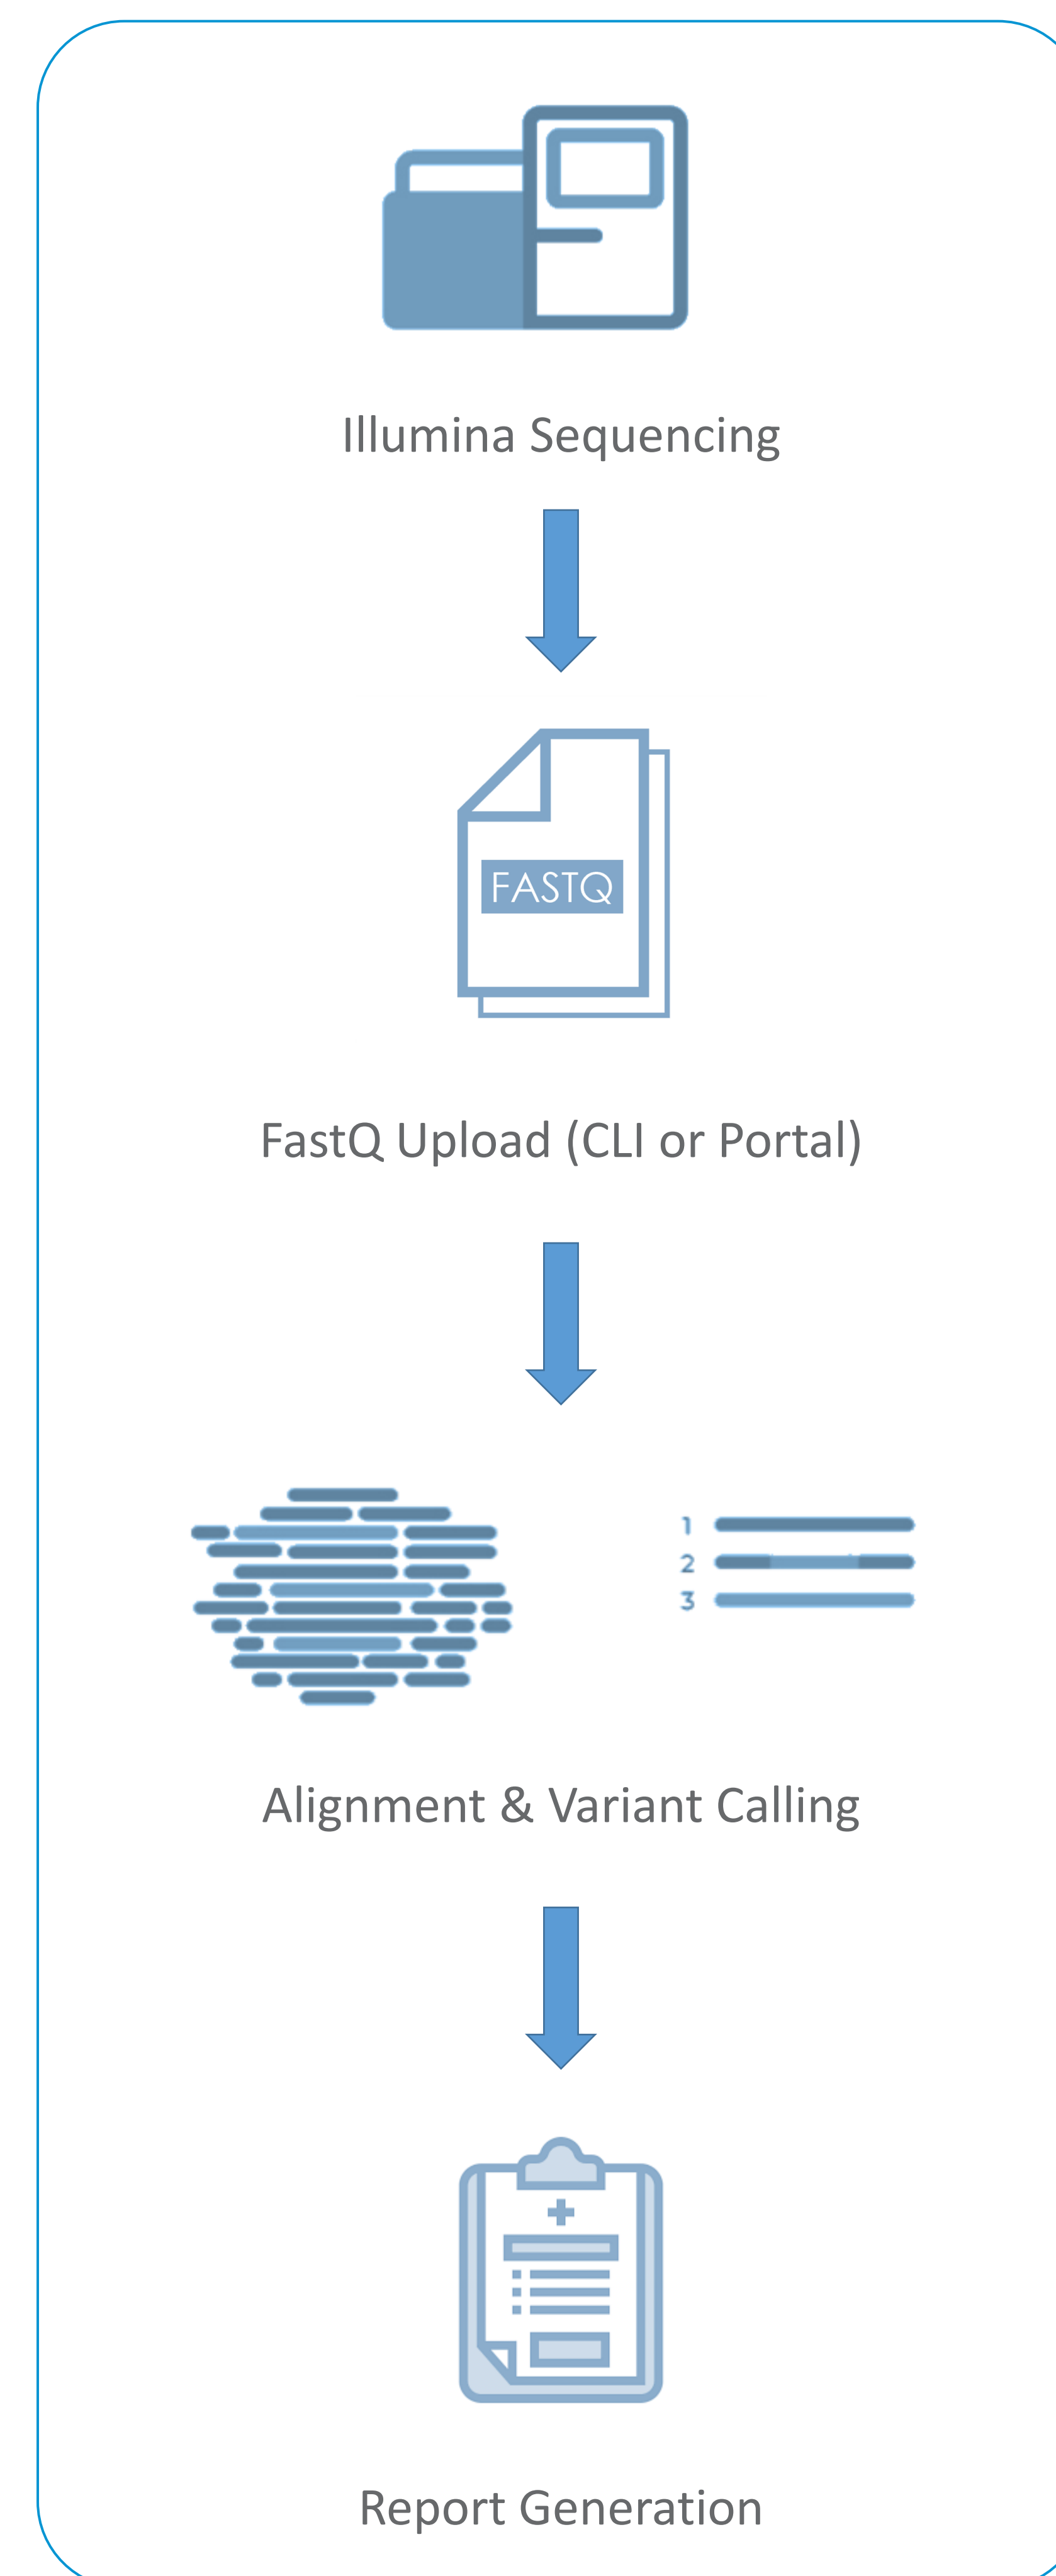 Illumina Sequencing
FASTQ
FastQ Upload (CLI or Portal)
1
2
3
Alignment & Variant Calling
Report Generation